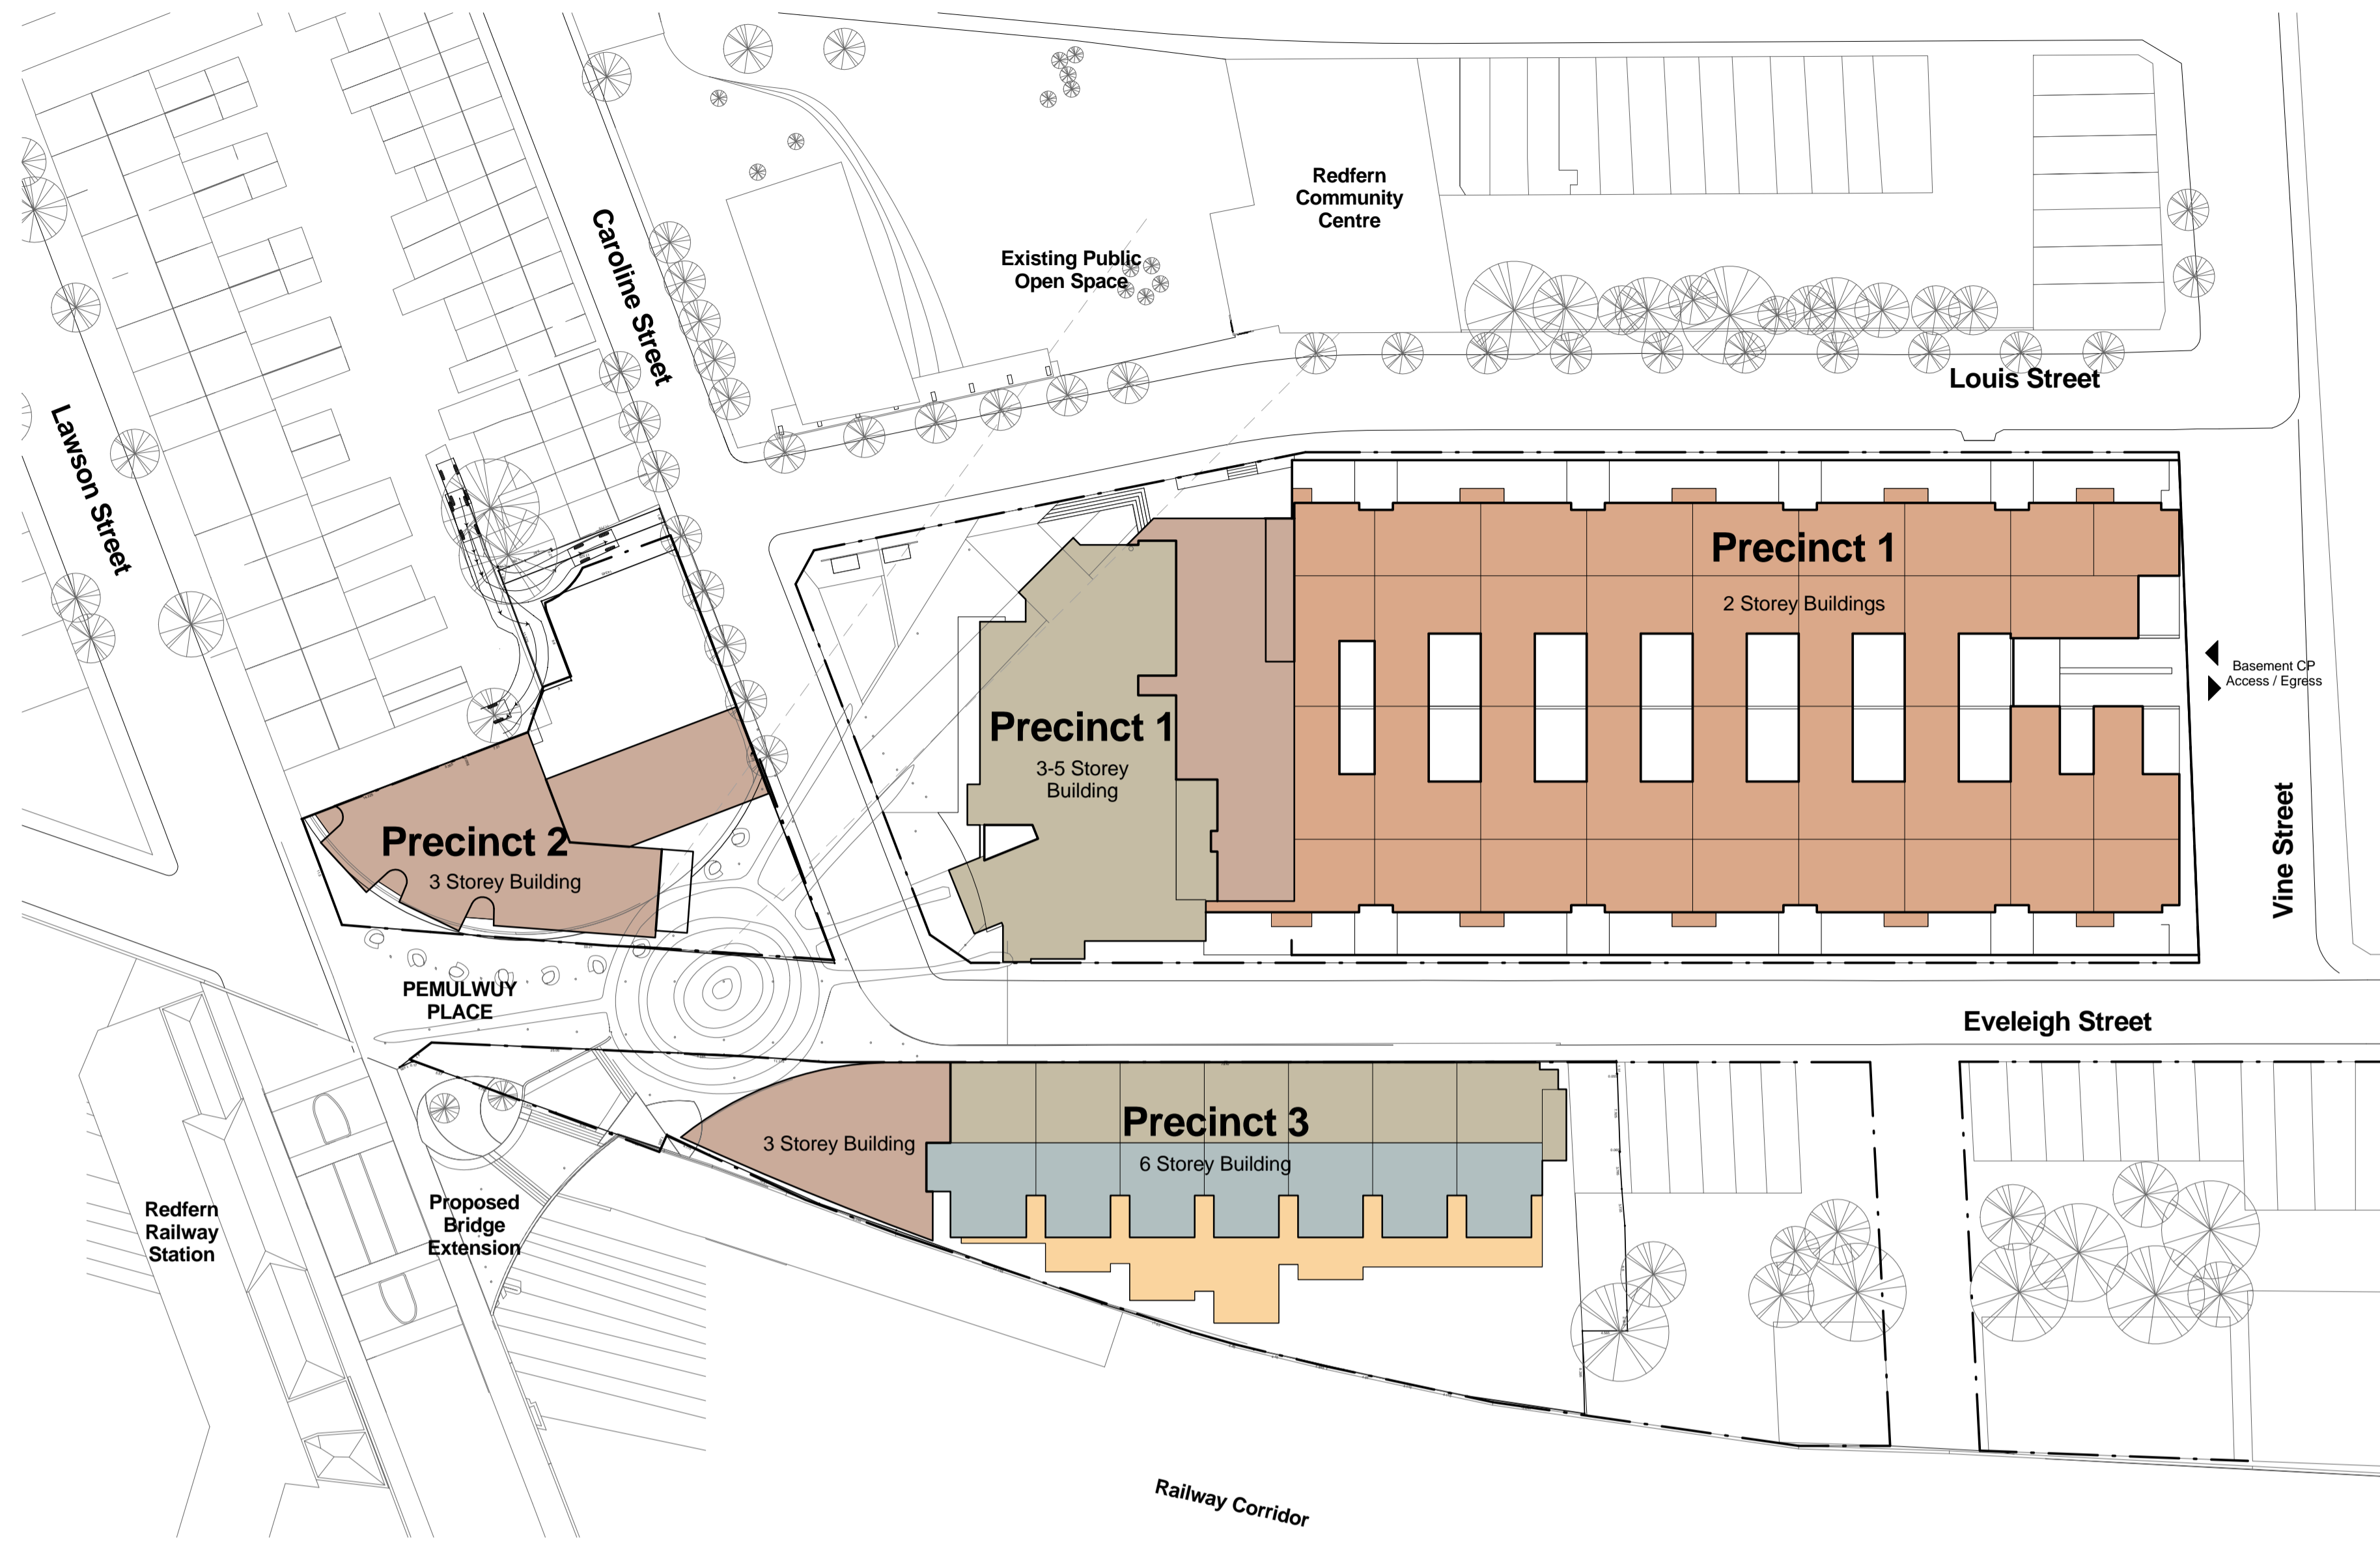 Redfern
Community
Centre
Existing Public
Open Space
Caroline Street
Louis Street
Lawson Street
Precinct 1
2 Storey Buildings
Basement CP
Access / Egress
Precinct 1
3-5 Storey
Building
Vine Street
Precinct 2
3 Storey Building
PEMULWUY
PLACE
Eveleigh Street
Precinct 3
3 Storey Building
6 Storey Building
Redfern
Railway
Station
Proposed
Bridge
Extension
Railway Corridor